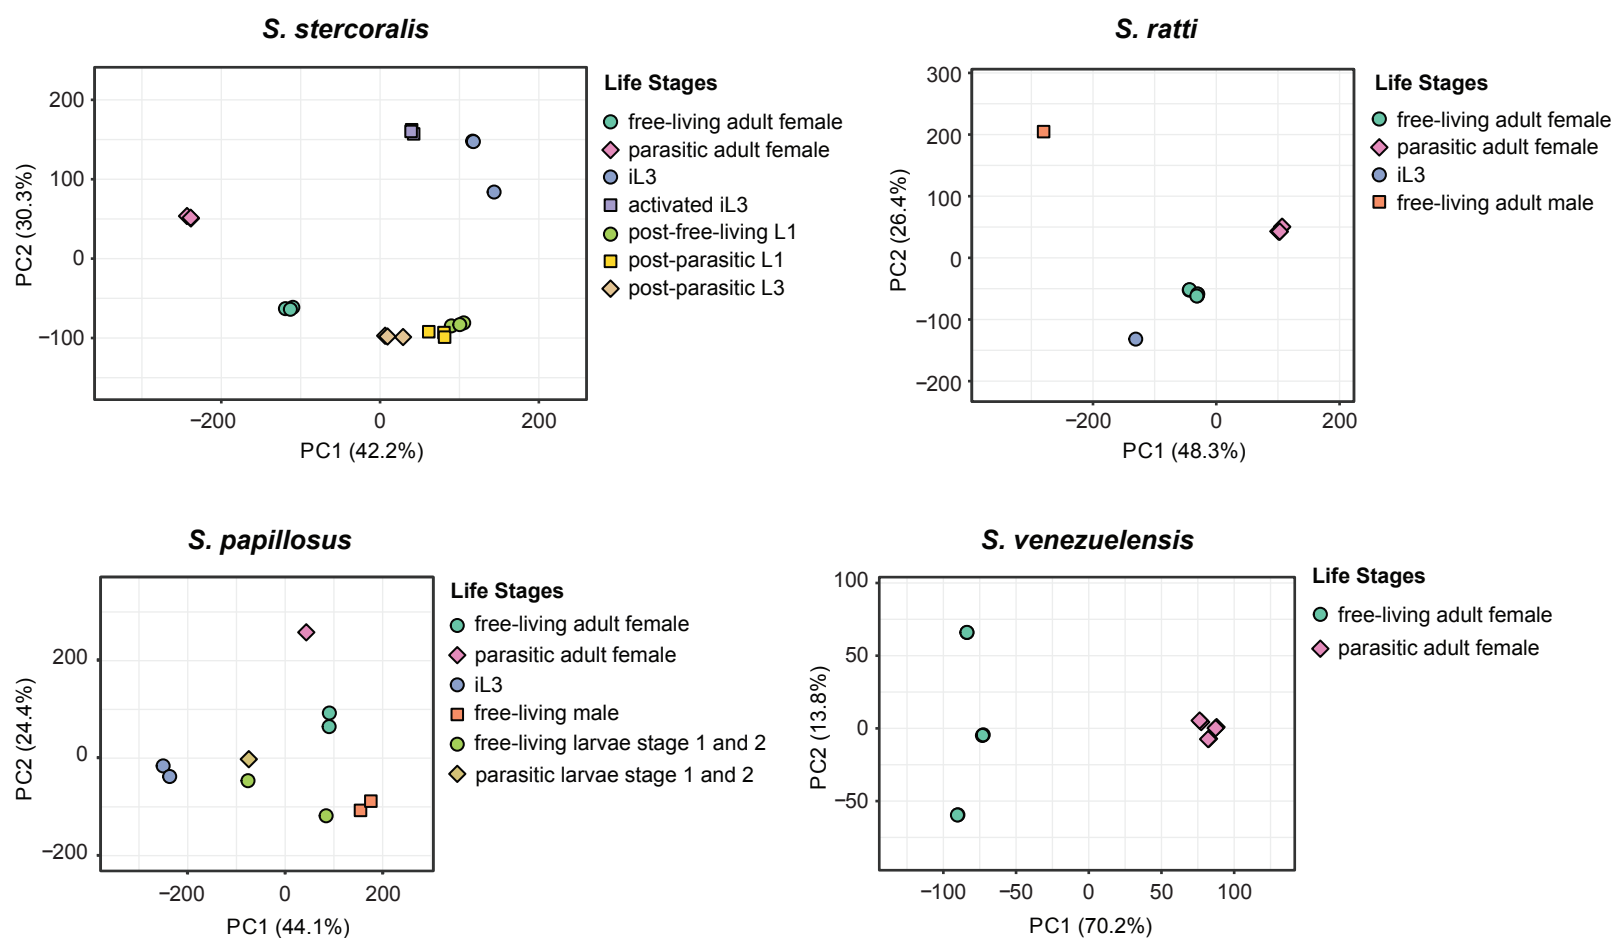 S. stercoralis
200
100
0
−100
PC2 (30.3%)
−200
0
200
PC1 (42.2%)
Life Stages
free-living adult female
parasitic adult female
iL3
activated iL3
post-free-living L1
post-parasitic L1
post-parasitic L3
S. ratti
300
200
100
0
−100
−200
PC2 (26.4%)
−200
0
200
PC1 (48.3%)
Life Stages
free-living adult female
parasitic adult female
iL3
free-living adult male
S. papillosus
200
0
−200
PC2 (24.4%)
−200
0
200
PC1 (44.1%)
Life Stages
free-living adult female
parasitic adult female
iL3
free-living male
free-living larvae stage 1 and 2
parasitic larvae stage 1 and 2
S. venezuelensis
100
50
0
−50
PC2 (13.8%)
−100
−50
0
50
100
PC1 (70.2%)
Life Stages
free-living adult female
parasitic adult female